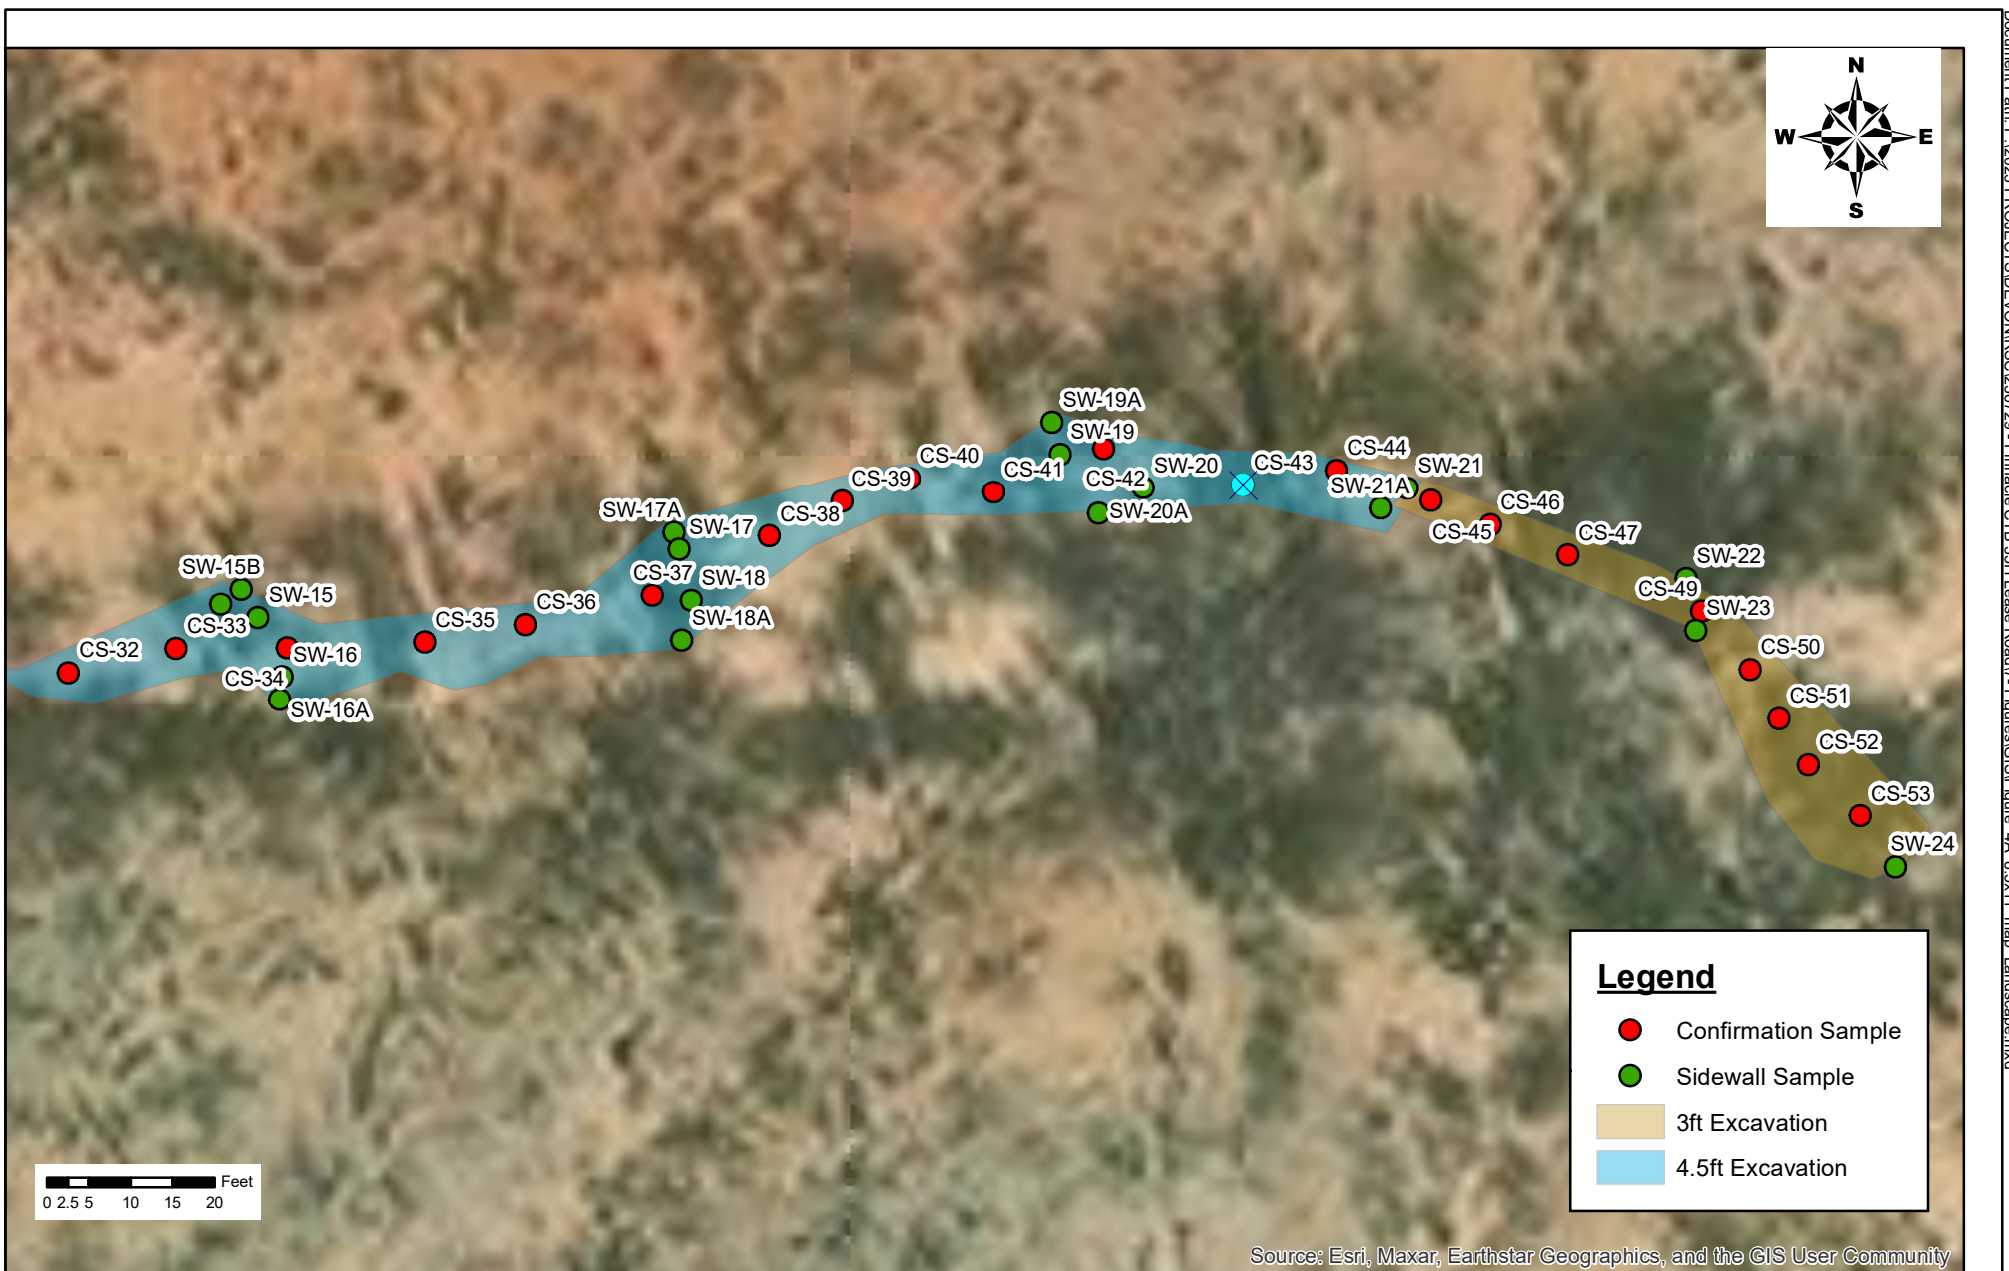 N
W E
S
SW-19A
SW-19
CS-40
CS-41
CS-42
SW-20
CS-43
CS-44
SW-21
SW-21A
SW-20A
CS-39
CS-38
SW-17A
SW-17
CS-37
SW-18
SW-18A
CS-36
CS-35
SW-15B
SW-15
CS-33
CS-32
SW-16
CS-34
SW-16A
CS-45
CS-46
CS-47
SW-22
CS-49
SW-23
CS-50
CS-51
CS-52
CS-53
SW-24
Legend
Confirmation Sample
Sidewall Sample
3ft Excavation
4.5ft Excavation
Feet
0 2.5 5 10 15 20
Source: Esri, Maxar, Earthstar Geographics, and the GIS User Community